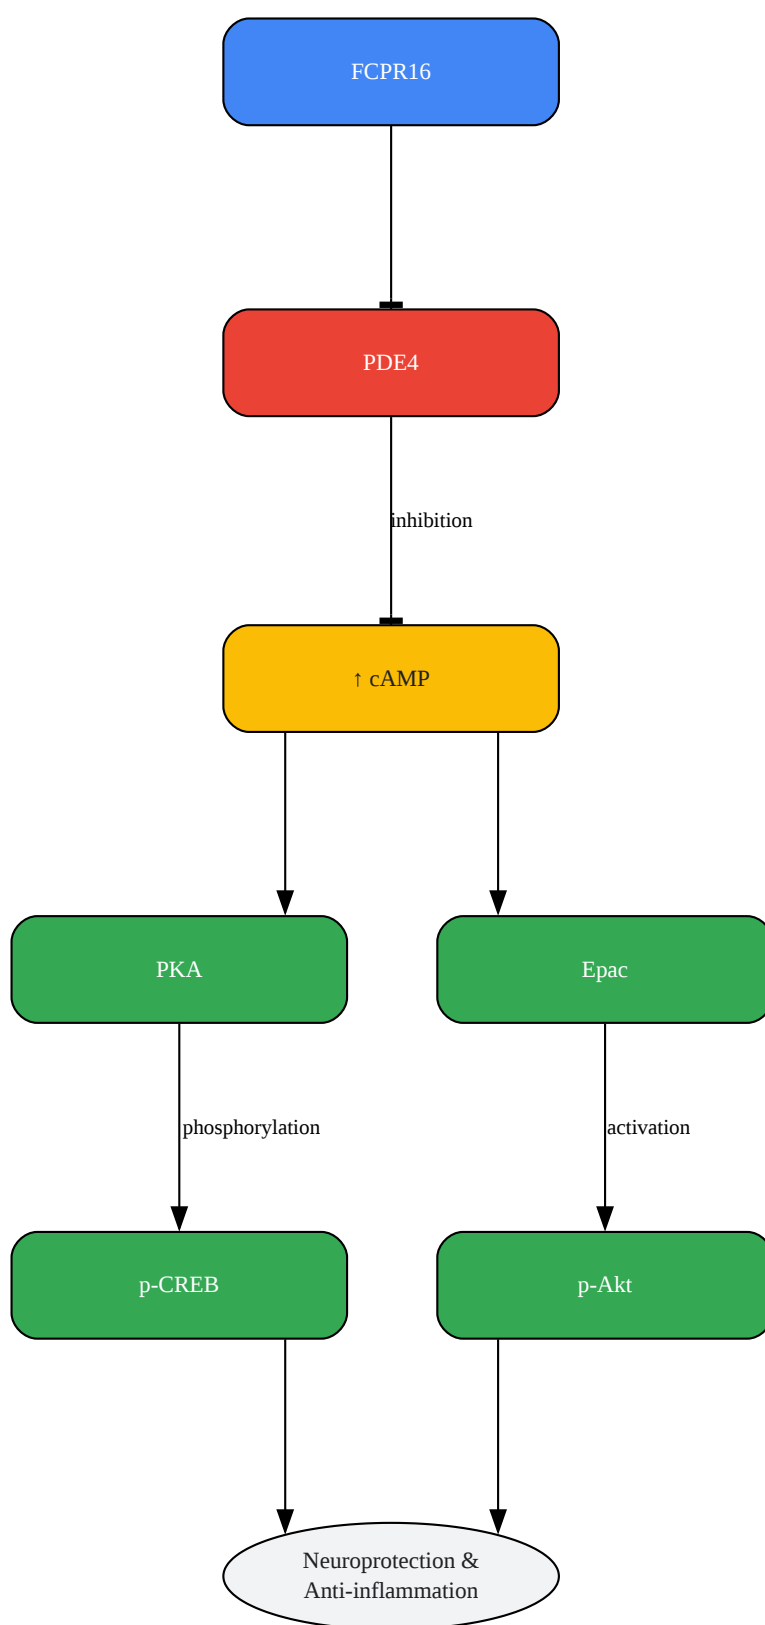 FCPR16
PDE4
inhibition
↑ cAMP
PKA
Epac
phosphorylation
activation
p-CREB
p-Akt
Neuroprotection &
Anti-inflammation